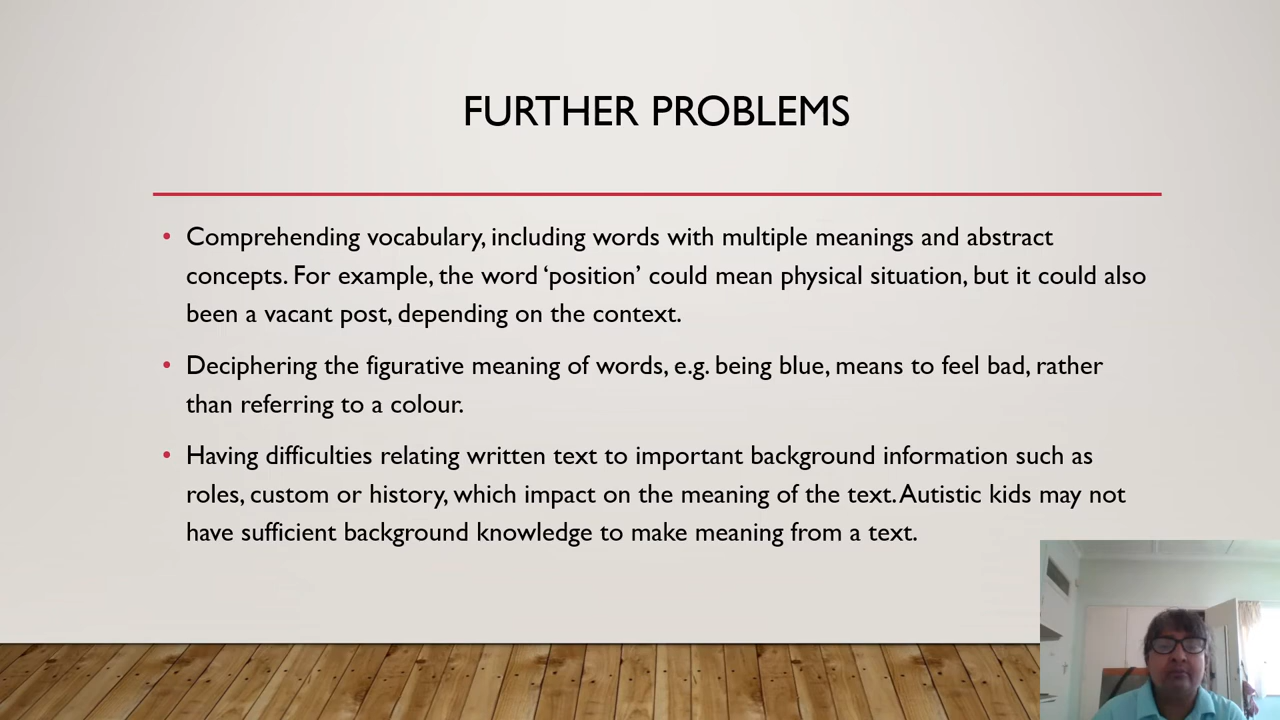 FURTHER PROBLEMS
• Comprehending vocabulary, including words with multiple meanings and abstract
concepts. For example, the word ‘position’ could mean physical situation, but it could also
been a vacant post, depending on the context.
• Deciphering the figurative meaning of words, e.g. being blue, means to feel bad, rather
than referring to a colour.
• Having difficulties relating written text to important background information such as
roles, custom or history, which impact on the meaning of the text. Autistic kids may not
have sufficient background knowledge to make meaning from a text.